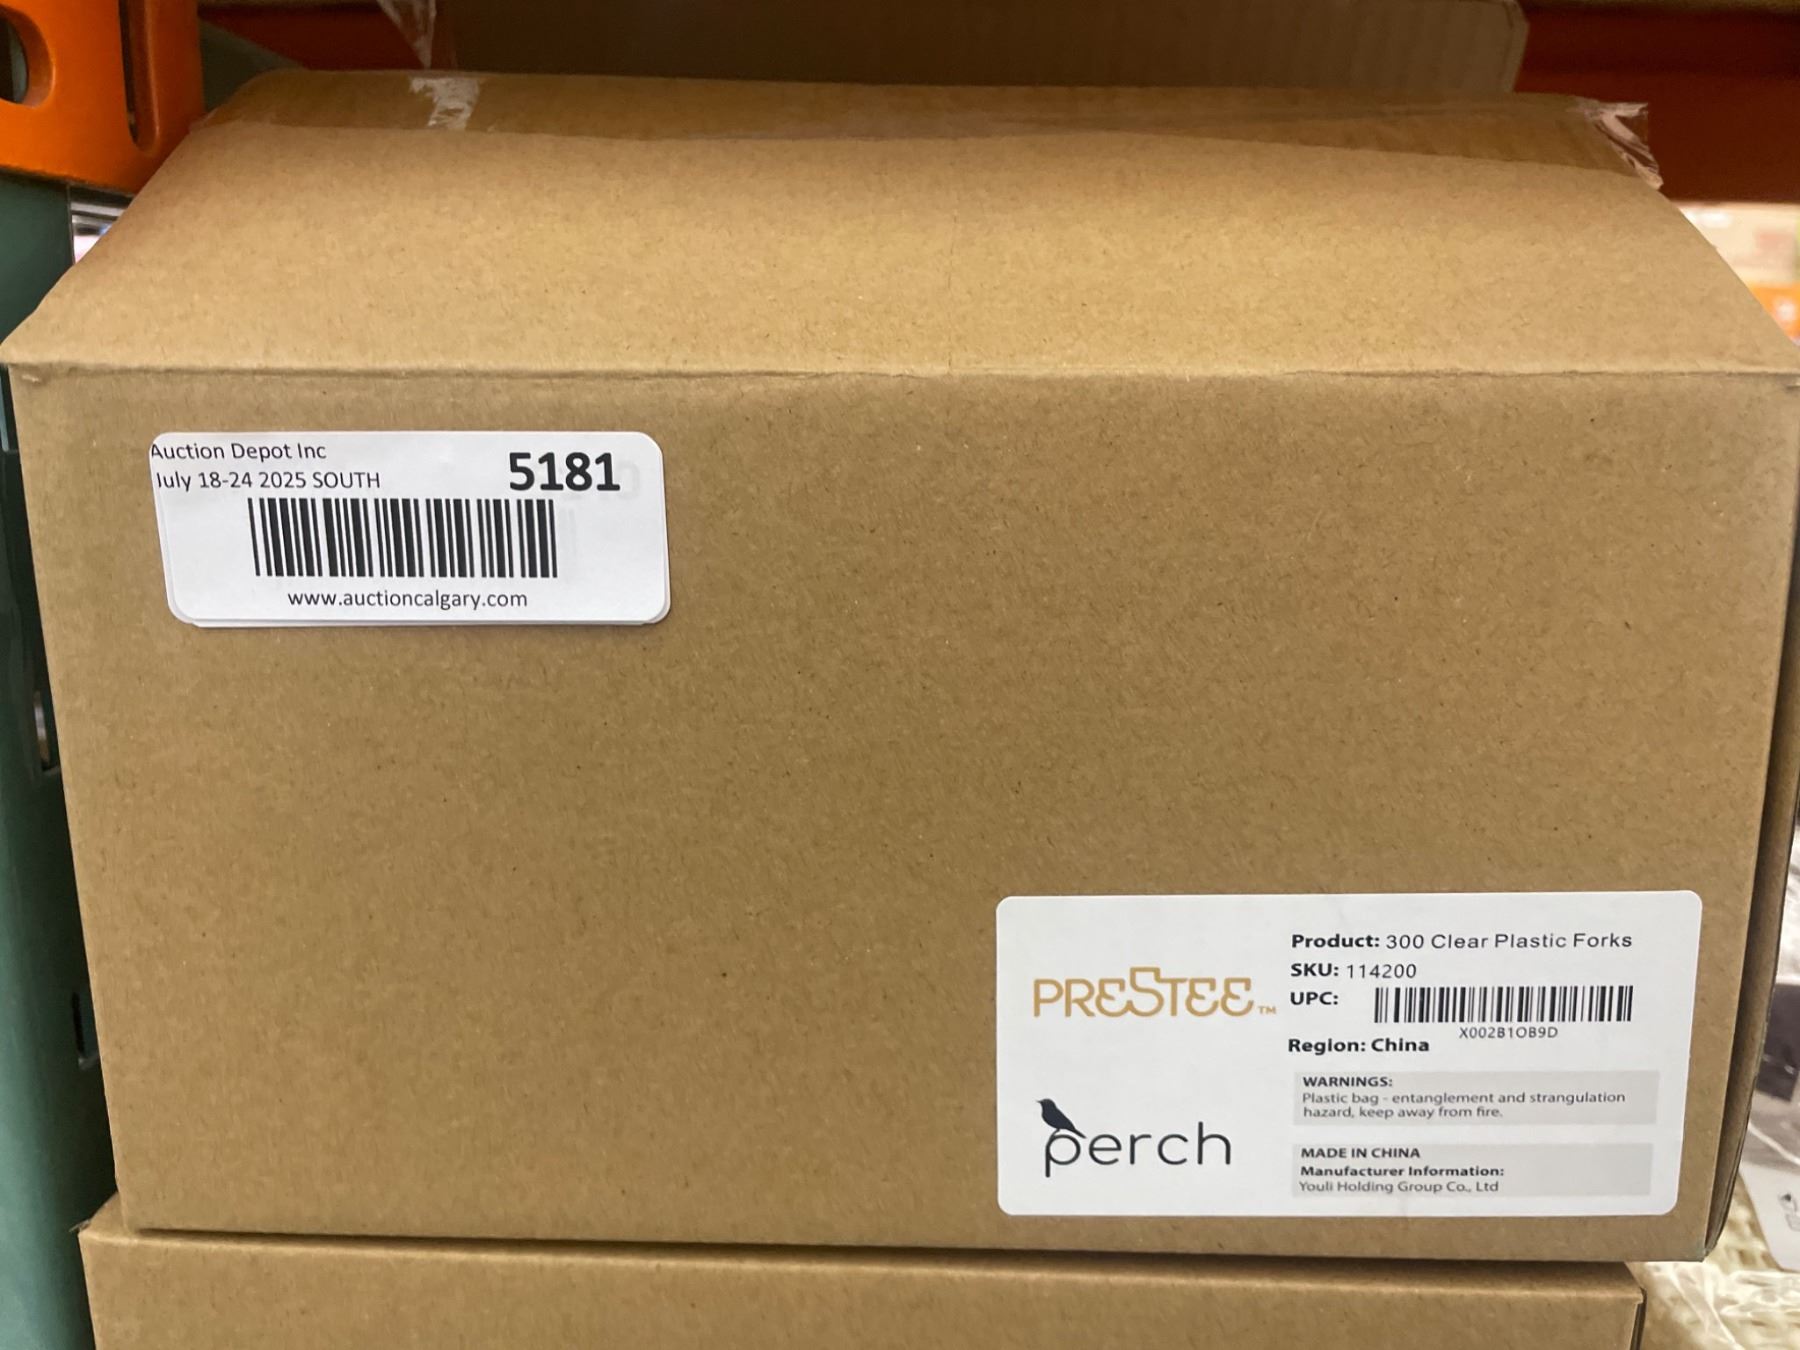 Auction Depot Inc
July 18-24 2025 SOUTH
5181
www.auctioncalgary.com
PRESTEE™
Product: 300 Clear Plastic Forks
SKU: 114200
UPC:
X002B1OB9D
Region: China
WARNINGS:
Plastic bag - entanglement and strangulation
hazard, keep away from fire.
perch
MADE IN CHINA
Manufacturer Information:
Youli Holding Group Co., Ltd